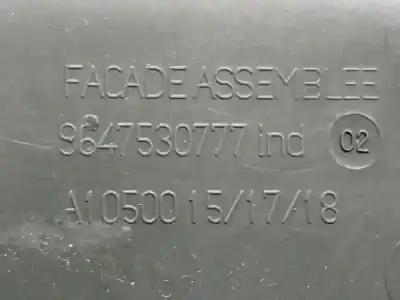 FACADE ASSEMBLEE
9647530777 Ind 02
A10500 15/17/18